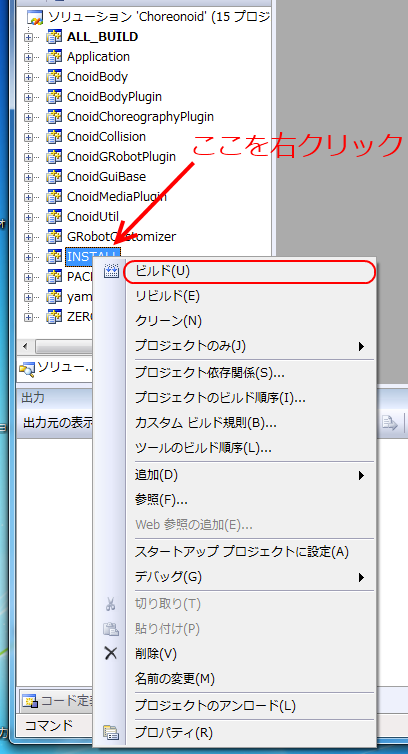 ソリューション 'Choreonoid' (15 プロジ
ALL_BUILD
Application
CnoidBody
CnoidBodyPlugin
CnoidChoreographyPlugin
CnoidCollision
ここを右クリック
CnoidGRobotPlugin
CnoidGuiBase
CnoidMediaPlugin
CnoidUtil
GRobotCustomizer
INSTALL
ビルド(U)
PAC
リビルド(E)
yam
クリーン(N)
ZERO
プロジェクトのみ(J)
ソリュー...
プロジェクト依存関係(S)...
出力
プロジェクトのビルド順序(I)...
出力元の表示
カスタム ビルド規則(B)...
ツールのビルド順序(L)...
追加(D)
参照(F)...
Web 参照の追加(E)...
スタートアップ プロジェクトに設定(A)
デバッグ(G)
切り取り(T)
貼り付け(P)
削除(V)
名前の変更(M)
コード定義
プロジェクトのアンロード(L)
コマンド
プロパティ(R)